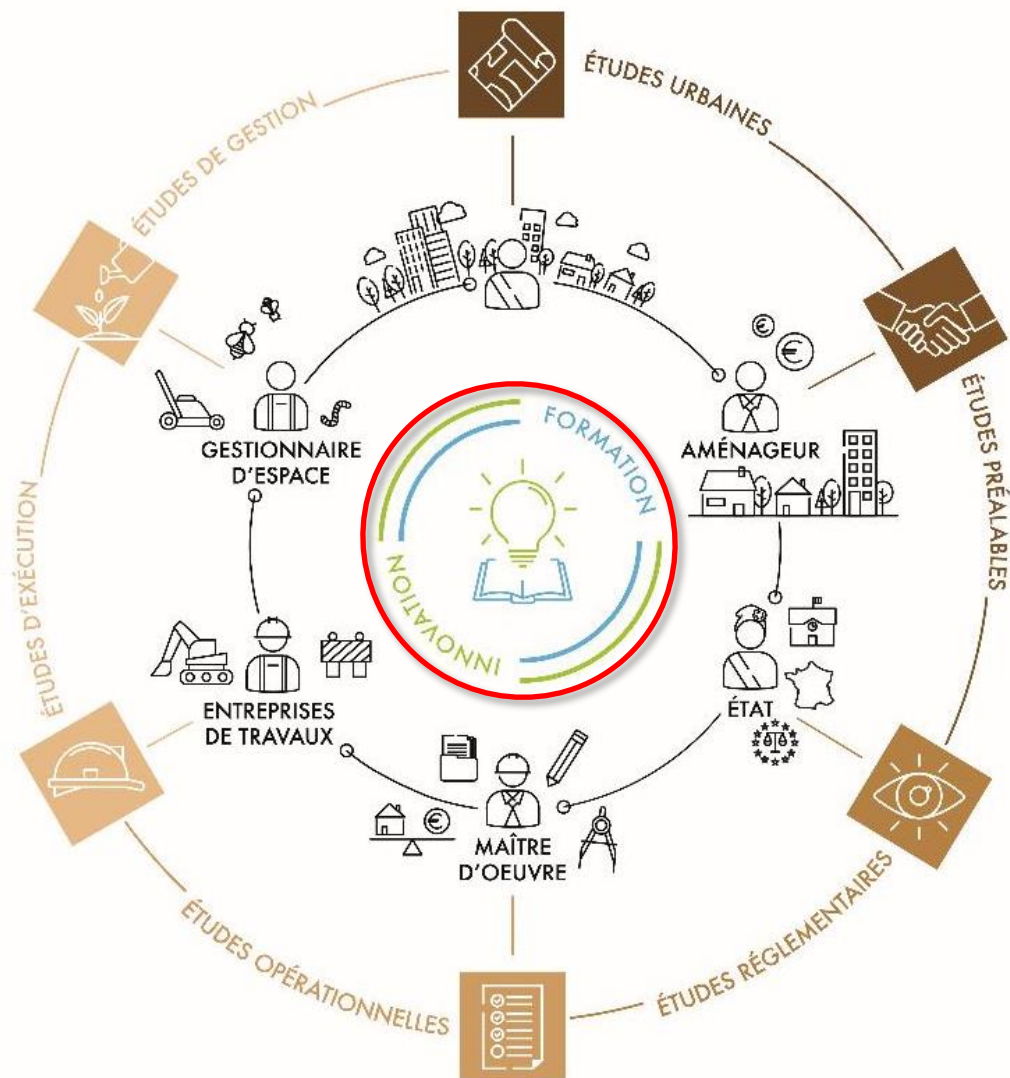 ÉTUDES URBAINES
ÉTUDES PRÉALABLES
ÉTUDES RÉGLEMENTAIRES
ÉTUDES OPÉRATIONNELLES
ÉTUDES D'EXÉCUTION
ÉTUDES DE GESTION
AMÉNAGEUR
ÉTAT
MAÎTRE
D'OEUVRE
ENTREPRISES
DE TRAVAUX
GESTIONNAIRE
D'ESPACE
FORMATION
INNOVATION